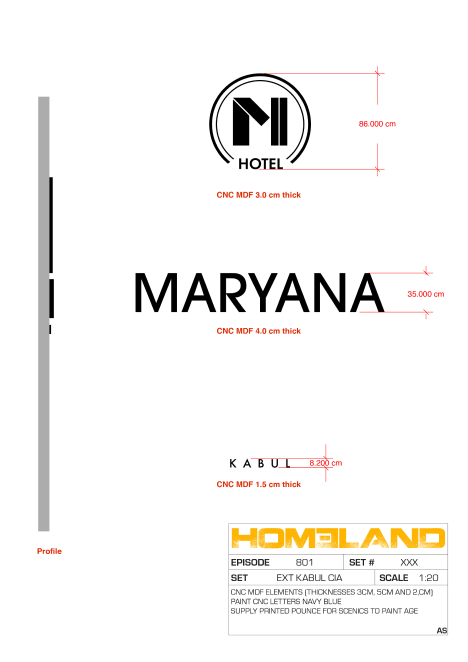 HOTEL
86.000 cm
CNC MDF 3.0 cm thick
MARYANA
35.000 cm
CNC MDF 4.0 cm thick
KABUL
8.200 cm
CNC MDF 1.5 cm thick
Profile
HOMELAND
EPISODE 801 SET # XXX
SET EXT KABUL CIA SCALE 1:20
CNC MDF ELEMENTS (THICKNESSES 3CM, 5CM AND 2,CM)
PAINT CNC LETTERS NAVY BLUE
SUPPLY PRINTED POUNCE FOR SCENICS TO PAINT AGE
AS